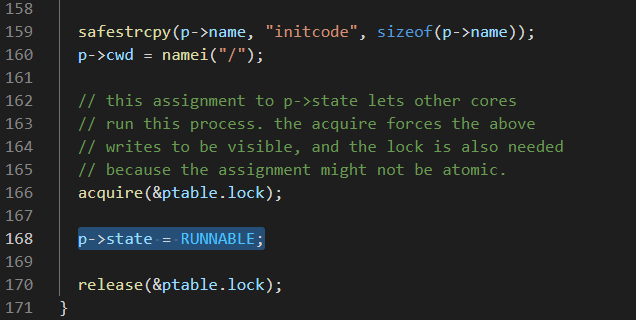 158
159 safestrcpy(p->name, "initcode", sizeof(p->name));
160 p->cwd = namei("/");
161
162 // this assignment to p->state lets other cores
163 // run this process. the acquire forces the above
164 // writes to be visible, and the lock is also needed
165 // because the assignment might not be atomic.
166 acquire(&ptable.lock);
167
168 p->state = RUNNABLE;
169
170 release(&ptable.lock);
171 }